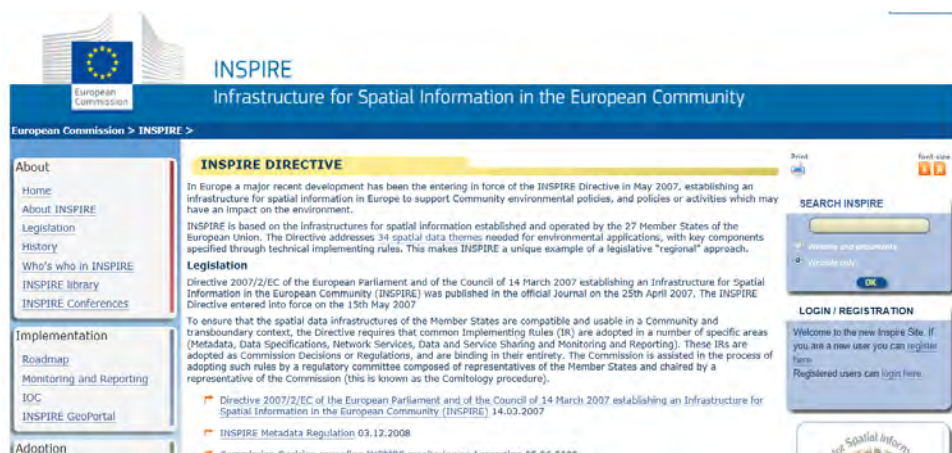 European
Commission
INSPIRE
Infrastructure for Spatial Information in the European Community
European Commission > INSPIRE >
About
Home
About INSPIRE
Legislation
History
Who's who in INSPIRE
INSPIRE library
INSPIRE Conferences
Implementation
Roadmap
Monitoring and Reporting
IOC
INSPIRE GeoPortal
Adoption
INSPIRE DIRECTIVE
In Europe a major recent development has been the entering in force of the INSPIRE Directive in May 2007, establishing an
infrastructure for spatial information in Europe to support Community environmental policies, and policies or activities which may
have an impact on the environment.
INSPIRE is based on the infrastructures for spatial information established and operated by the 27 Member States of the
European Union. The Directive addresses 34 spatial data themes needed for environmental applications, with key components
specified through technical implementing rules. This makes INSPIRE a unique example of a legislative "regional" approach.
Legislation
Directive 2007/2/EC of the European Parliament and of the Council of 14 March 2007 establishing an Infrastructure for Spatial
Information in the European Community (INSPIRE) was published in the official Journal on the 25th April 2007. The INSPIRE
Directive entered into force on the 15th May 2007
To ensure that the spatial data infrastructures of the Member States are compatible and usable in a Community and
transboundary context, the Directive requires that common Implementing Rules (IR) are adopted in a number of specific areas
(Metadata, Data Specifications, Network Services, Data and Service Sharing and Monitoring and Reporting). These IRs are
adopted as Commission Decisions or Regulations, and are binding in their entirety. The Commission is assisted in the process of
adopting such rules by a regulatory committee composed of representatives of the Member States and chaired by a
representative of the Commission (this is known as the Comitology procedure).
Directive 2007/2/EC of the European Parliament and of the Council of 14 March 2007 establishing an Infrastructure for
Spatial Information in the European Community (INSPIRE) 14.03.2007
INSPIRE Metadata Regulation 03.12.2008
Print
font size
SEARCH INSPIRE
Website and documents
Website only
OK
LOGIN / REGISTRATION
Welcome to the new Inspire Site. If
you are a new user you can register
here.
Registered users can login here.
for Spatial Inform